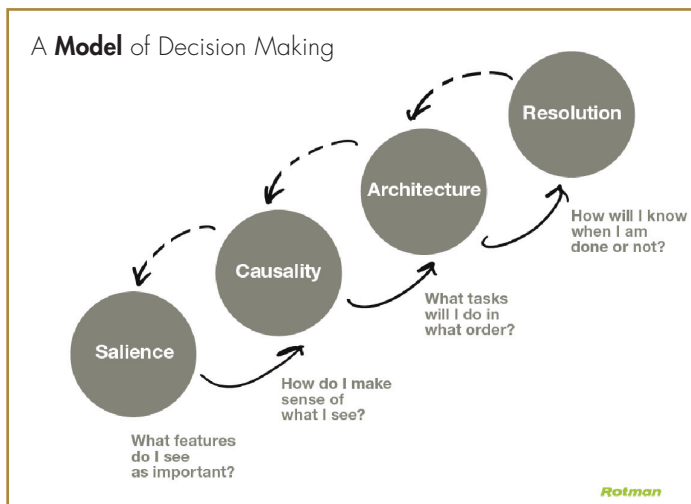 A Model of Decision Making
Resolution
Architecture
How will I know
when I am
done or not?
Causality
What tasks
will I do in
what order?
Salience
How do I make
sense of
what I see?
What features
do I see
as important?
Rotman